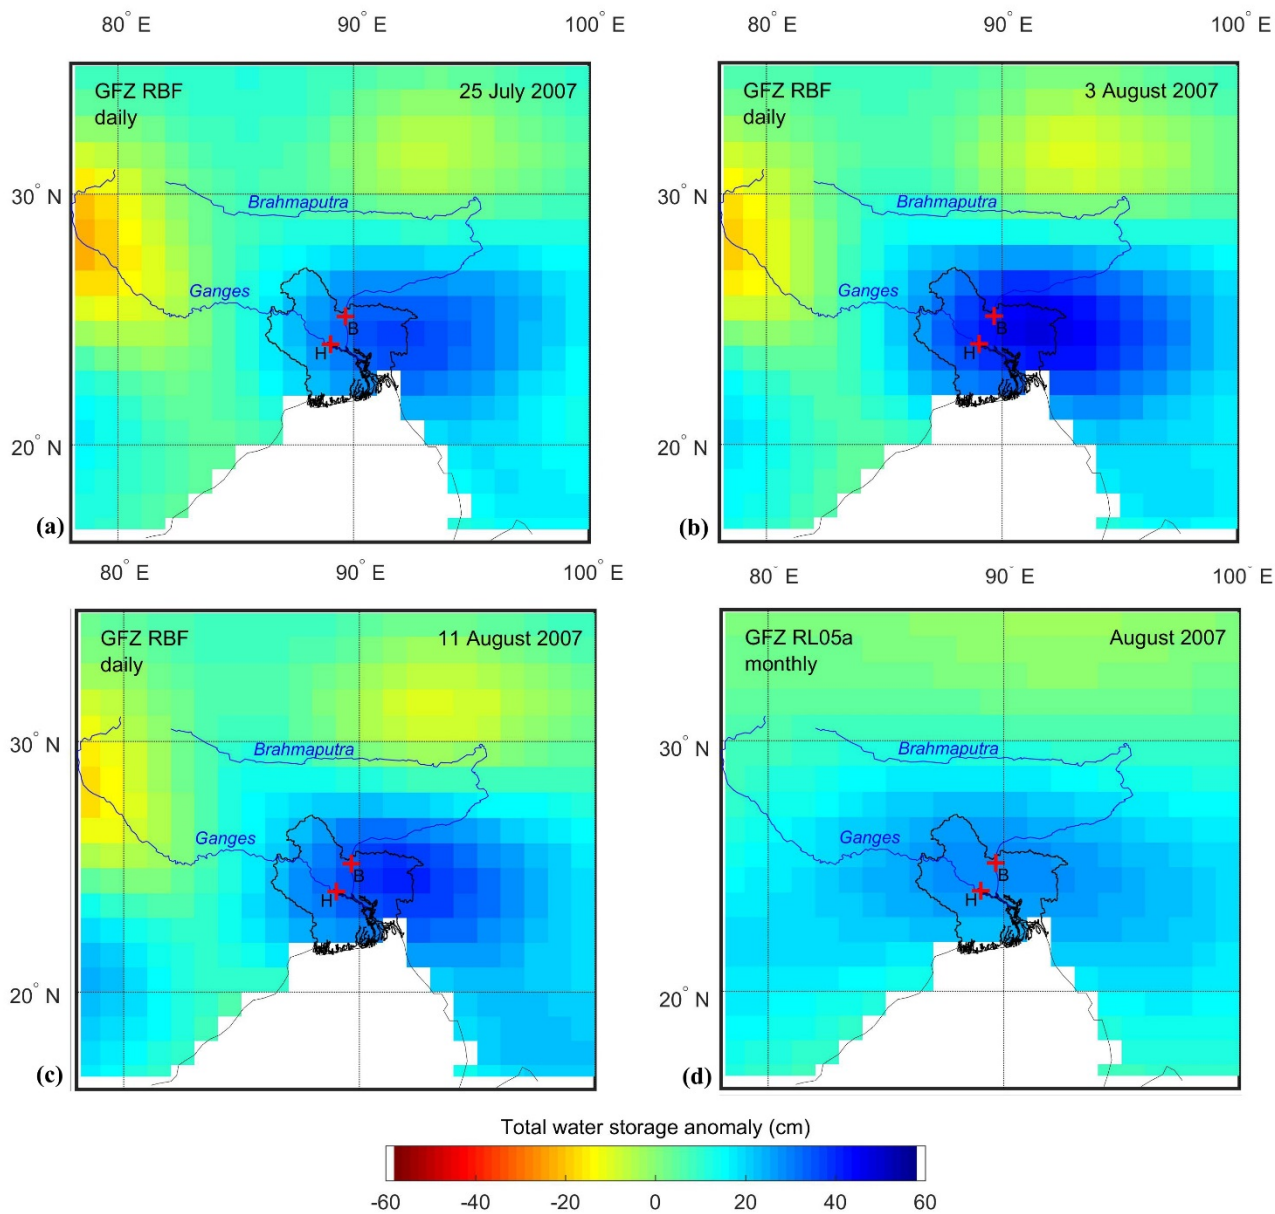 80° E 90° E 100° E 80° E 90° E 100° E
GFZ RBF 25 July 2007
daily
GFZ RBF 3 August 2007
daily
30° N
Brahmaputra
Ganges
B
H
20° N
(a)
30° N
Brahmaputra
Ganges
B
H
20° N
(b)
80° E 90° E 100° E 80° E 90° E 100° E
GFZ RBF 11 August 2007
daily
GFZ RL05a August 2007
monthly
30° N
Brahmaputra
Ganges
B
H
20° N
(c)
30° N
Brahmaputra
Ganges
B
H
20° N
(d)
Total water storage anomaly (cm)
-60 -40 -20 0 20 40 60